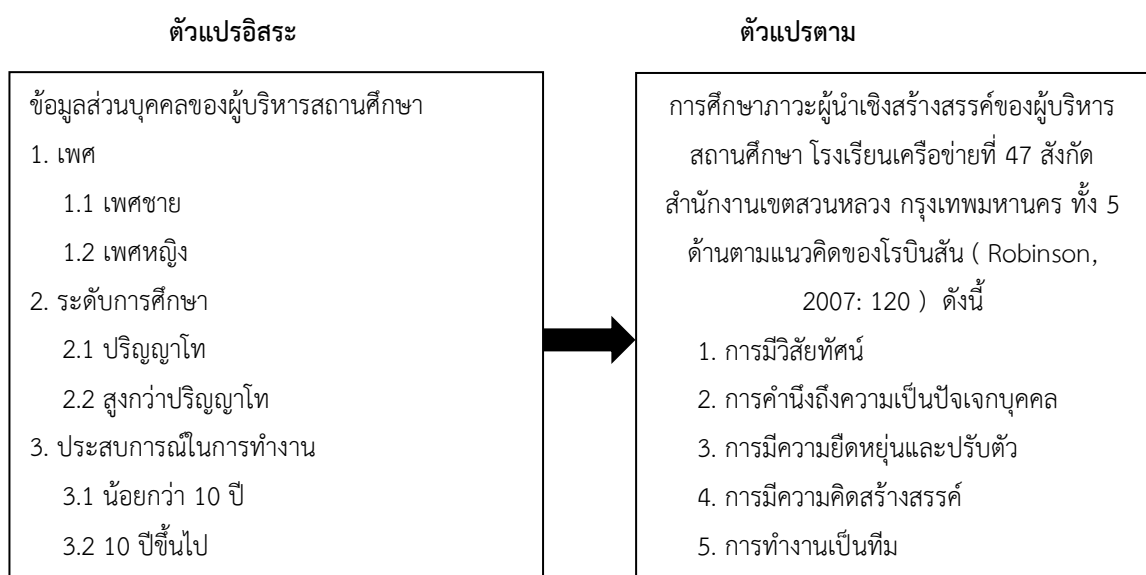 ตัวแปรอิสระ
ข้อมูลส่วนบุคคลของผู้บริหารสถานศึกษา
1. เพศ
1.1 เพศชาย
1.2 เพศหญิง
2. ระดับการศึกษา
2.1 ปริญญาโท
2.2 สูงกว่าปริญญาโท
3. ประสบการณ์ในการทำงาน
3.1 น้อยกว่า 10 ปี
3.2 10 ปีขึ้นไป
ตัวแปรตาม
การศึกษาภาวะผู้นำเชิงสร้างสรรค์ของผู้บริหาร
สถานศึกษา โรงเรียนเครือข่ายที่ 47 สังกัด
สำนักงานเขตสวนหลวง กรุงเทพมหานคร ทั้ง 5
ด้านตามแนวคิดของโรบินสัน ( Robinson,
2007: 120 ) ดังนี้
1. การมีวิสัยทัศน์
2. การคำนึงถึงความเป็นปัจเจกบุคคล
3. การมีความยืดหยุ่นและปรับตัว
4. การมีความคิดสร้างสรรค์
5. การทำงานเป็นทีม